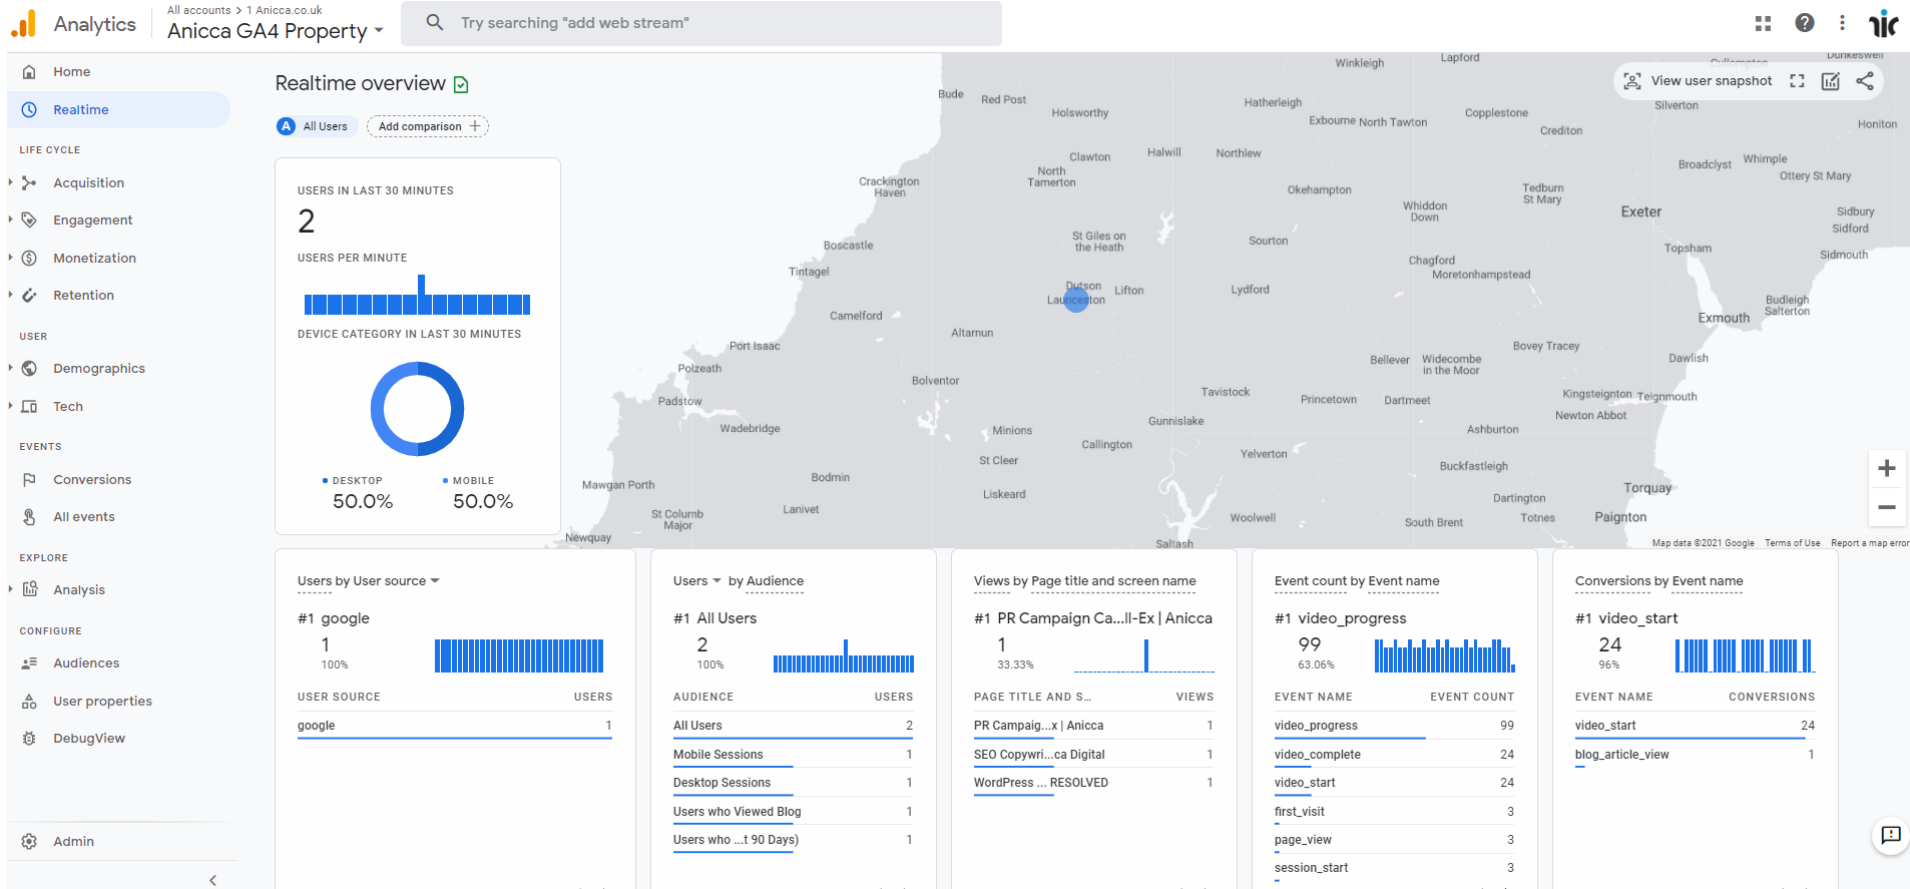 Analytics
All accounts > 1 Anicca.co.uk
Anicca GA4 Property
Try searching "add web stream"
Home
Realtime
LIFE CYCLE
Acquisition
Engagement
Monetization
Retention
USER
Demographics
Tech
EVENTS
Conversions
All events
EXPLORE
Analysis
CONFIGURE
Audiences
User properties
DebugView
Admin
Realtime overview
A All Users
Add comparison +
View user snapshot
USERS IN LAST 30 MINUTES
2
USERS PER MINUTE
DEVICE CATEGORY IN LAST 30 MINUTES
DESKTOP
50.0%
MOBILE
50.0%
Winkleigh
Lapford
Cullompton
Dunkeswell
Bude
Red Post
Holsworthy
Hatherleigh
Exbourne
North Tawton
Copplestone
Crediton
Silverton
Honiton
Clawton
Halwill
Northlew
Broadclyst
Whimple
Ottery St Mary
Crackington
Haven
North
Tamerton
Okehampton
Tedburn
St Mary
Whiddon
Down
Exeter
Sidbury
Sidford
Boscastle
St Giles on
the Heath
Sourton
Topsham
Sidmouth
Tintagel
Chagford
Moretonhampstead
Dutson
Launceston
Lifton
Lydford
Budleigh
Salterton
Camelford
Altarnun
Exmouth
Port Isaac
Bovey Tracey
Polzeath
Bellever
Widecombe
in the Moor
Dawlish
Bolventor
Padstow
Tavistock
Princetown
Dartmeet
Kingsteignton
Teignmouth
Newton Abbot
Wadebridge
Minions
Gunnislake
Callington
Ashburton
St Cleer
Yelverton
Buckfastleigh
Mawgan Porth
Bodmin
Liskeard
Torquay
Dartington
St Columb
Major
Lanivet
Woolwell
South Brent
Totnes
Paignton
Newquay
Saltash
Map data ©2021 Google
Terms of Use
Report a map error
Users by User source
#1 google
1
100%
USER SOURCE USERS
google 1
Users by Audience
#1 All Users
2
100%
AUDIENCE USERS
All Users 2
Mobile Sessions 1
Desktop Sessions 1
Users who Viewed Blog 1
Users who ...t 90 Days) 1
Views by Page title and screen name
#1 PR Campaign Ca...ll-Ex | Anicca
1
33.33%
PAGE TITLE AND S... VIEWS
PR Campaig...x | Anicca 1
SEO Copywri...ca Digital 1
WordPress ... RESOLVED 1
Event count by Event name
#1 video_progress
99
63.06%
EVENT NAME EVENT COUNT
video_progress 99
video_complete 24
video_start 24
first_visit 3
page_view 3
session_start 3
Conversions by Event name
#1 video_start
24
96%
EVENT NAME CONVERSIONS
video_start 24
blog_article_view 1